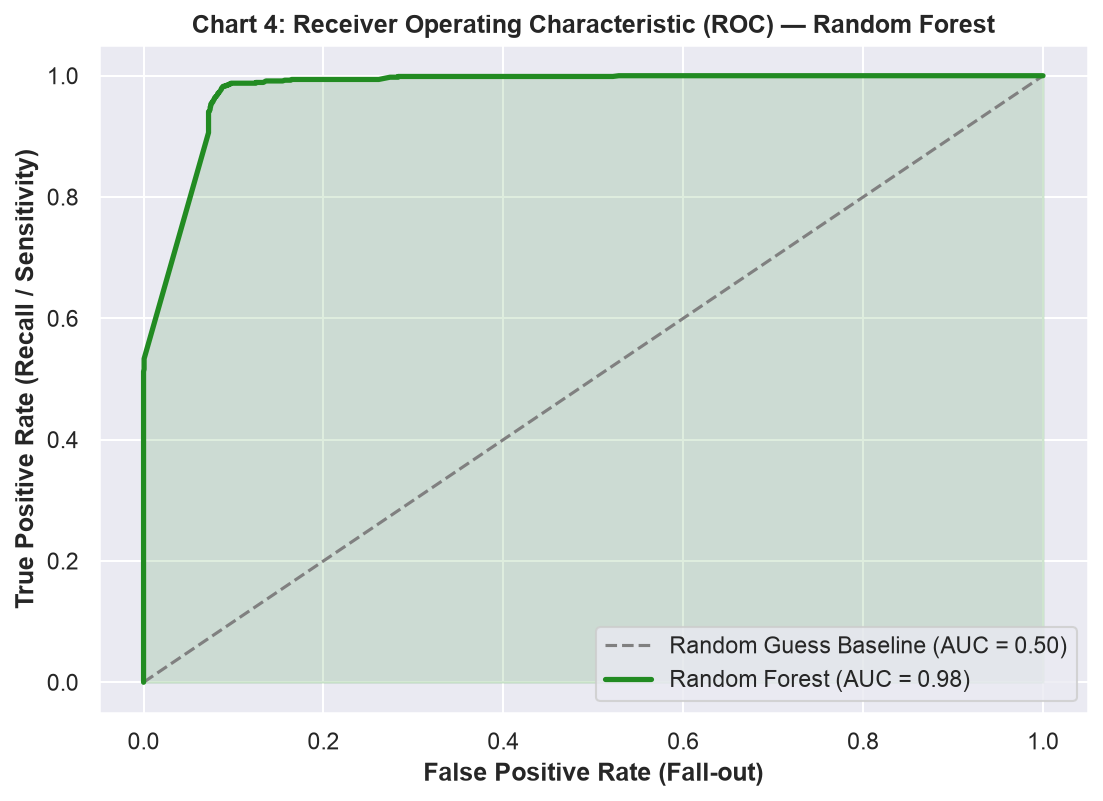 Chart 4: Receiver Operating Characteristic (ROC) — Random Forest
True Positive Rate (Recall / Sensitivity)
1.0
0.8
0.6
0.4
0.2
0.0
Random Guess Baseline (AUC = 0.50)
Random Forest (AUC = 0.98)
0.0 0.2 0.4 0.6 0.8 1.0
False Positive Rate (Fall-out)